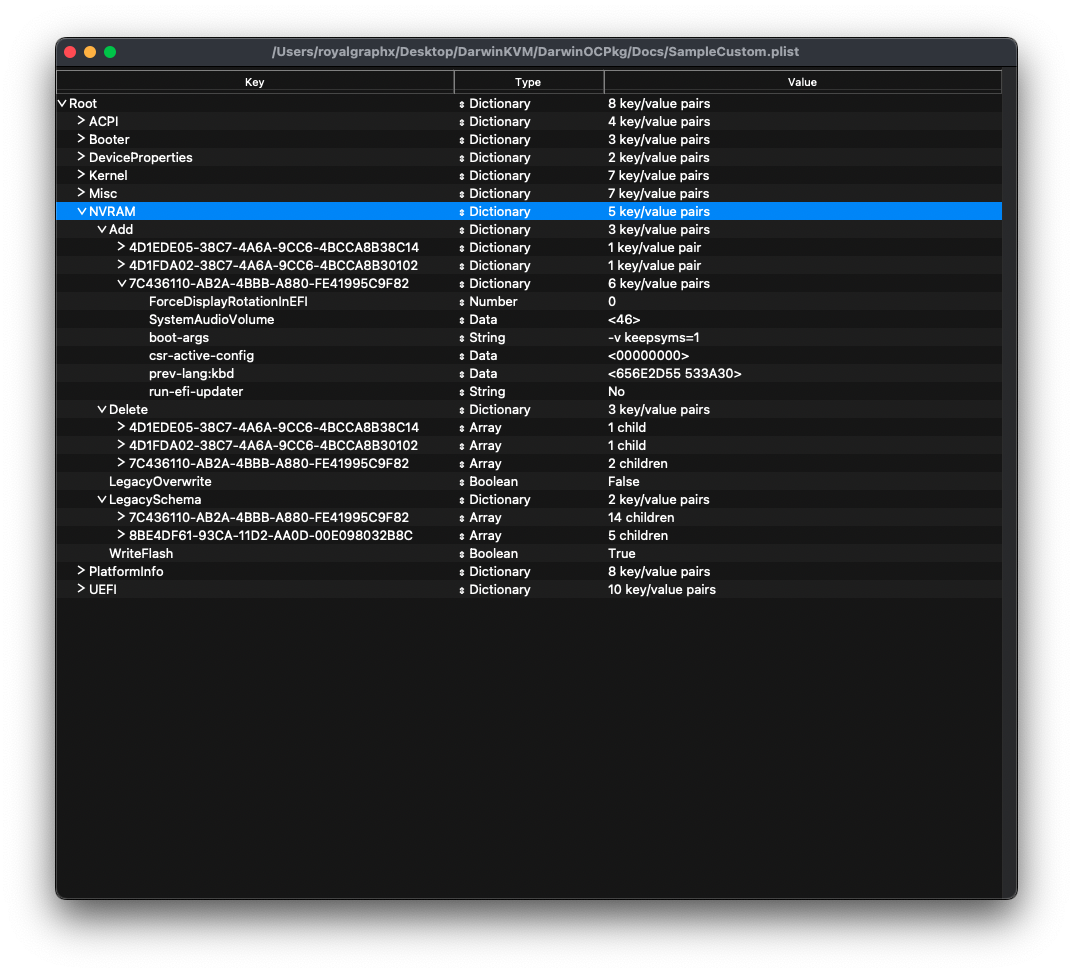 /Users/royalgraphx/Desktop/DarwinKVM/DarwinOCPkg/Docs/SampleCustom.plist
Key Type Value
Root Dictionary 8 key/value pairs
ACPI Dictionary 4 key/value pairs
Booter Dictionary 3 key/value pairs
DeviceProperties Dictionary 2 key/value pairs
Kernel Dictionary 7 key/value pairs
Misc Dictionary 7 key/value pairs
NVRAM Dictionary 5 key/value pairs
Add Dictionary 3 key/value pairs
4D1EDE05-38C7-4A6A-9CC6-4BCCA8B38C14 Dictionary 1 key/value pair
4D1FDA02-38C7-4A6A-9CC6-4BCCA8B30102 Dictionary 1 key/value pair
7C436110-AB2A-4BBB-A880-FE41995C9F82 Dictionary 6 key/value pairs
ForceDisplayRotationInEFI Number 0
SystemAudioVolume Data <46>
boot-args String -v keepsyms=1
csr-active-config Data <00000000>
prev-lang:kbd Data <656E2D55 533A30>
run-efi-updater String No
Delete Dictionary 3 key/value pairs
4D1EDE05-38C7-4A6A-9CC6-4BCCA8B38C14 Array 1 child
4D1FDA02-38C7-4A6A-9CC6-4BCCA8B30102 Array 1 child
7C436110-AB2A-4BBB-A880-FE41995C9F82 Array 2 children
LegacyOverwrite Boolean False
LegacySchema Dictionary 2 key/value pairs
7C436110-AB2A-4BBB-A880-FE41995C9F82 Array 14 children
8BE4DF61-93CA-11D2-AA0D-00E098032B8C Array 5 children
WriteFlash Boolean True
PlatformInfo Dictionary 8 key/value pairs
UEFI Dictionary 10 key/value pairs